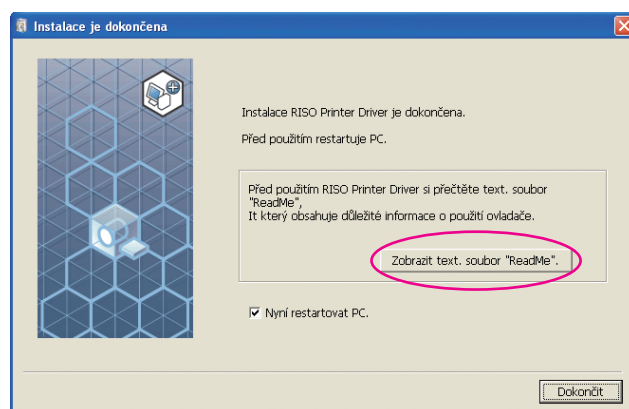 Instalace je dokončena
Instalace RISO Printer Driver je dokončena.
Před použitím restartuje PC.
Před použitím RISO Printer Driver si přečtěte text. soubor
"ReadMe",
It který obsahuje důležité informace o použití ovladače.
Zobrazit text. soubor "ReadMe".
Nyní restartovat PC.
Dokončit